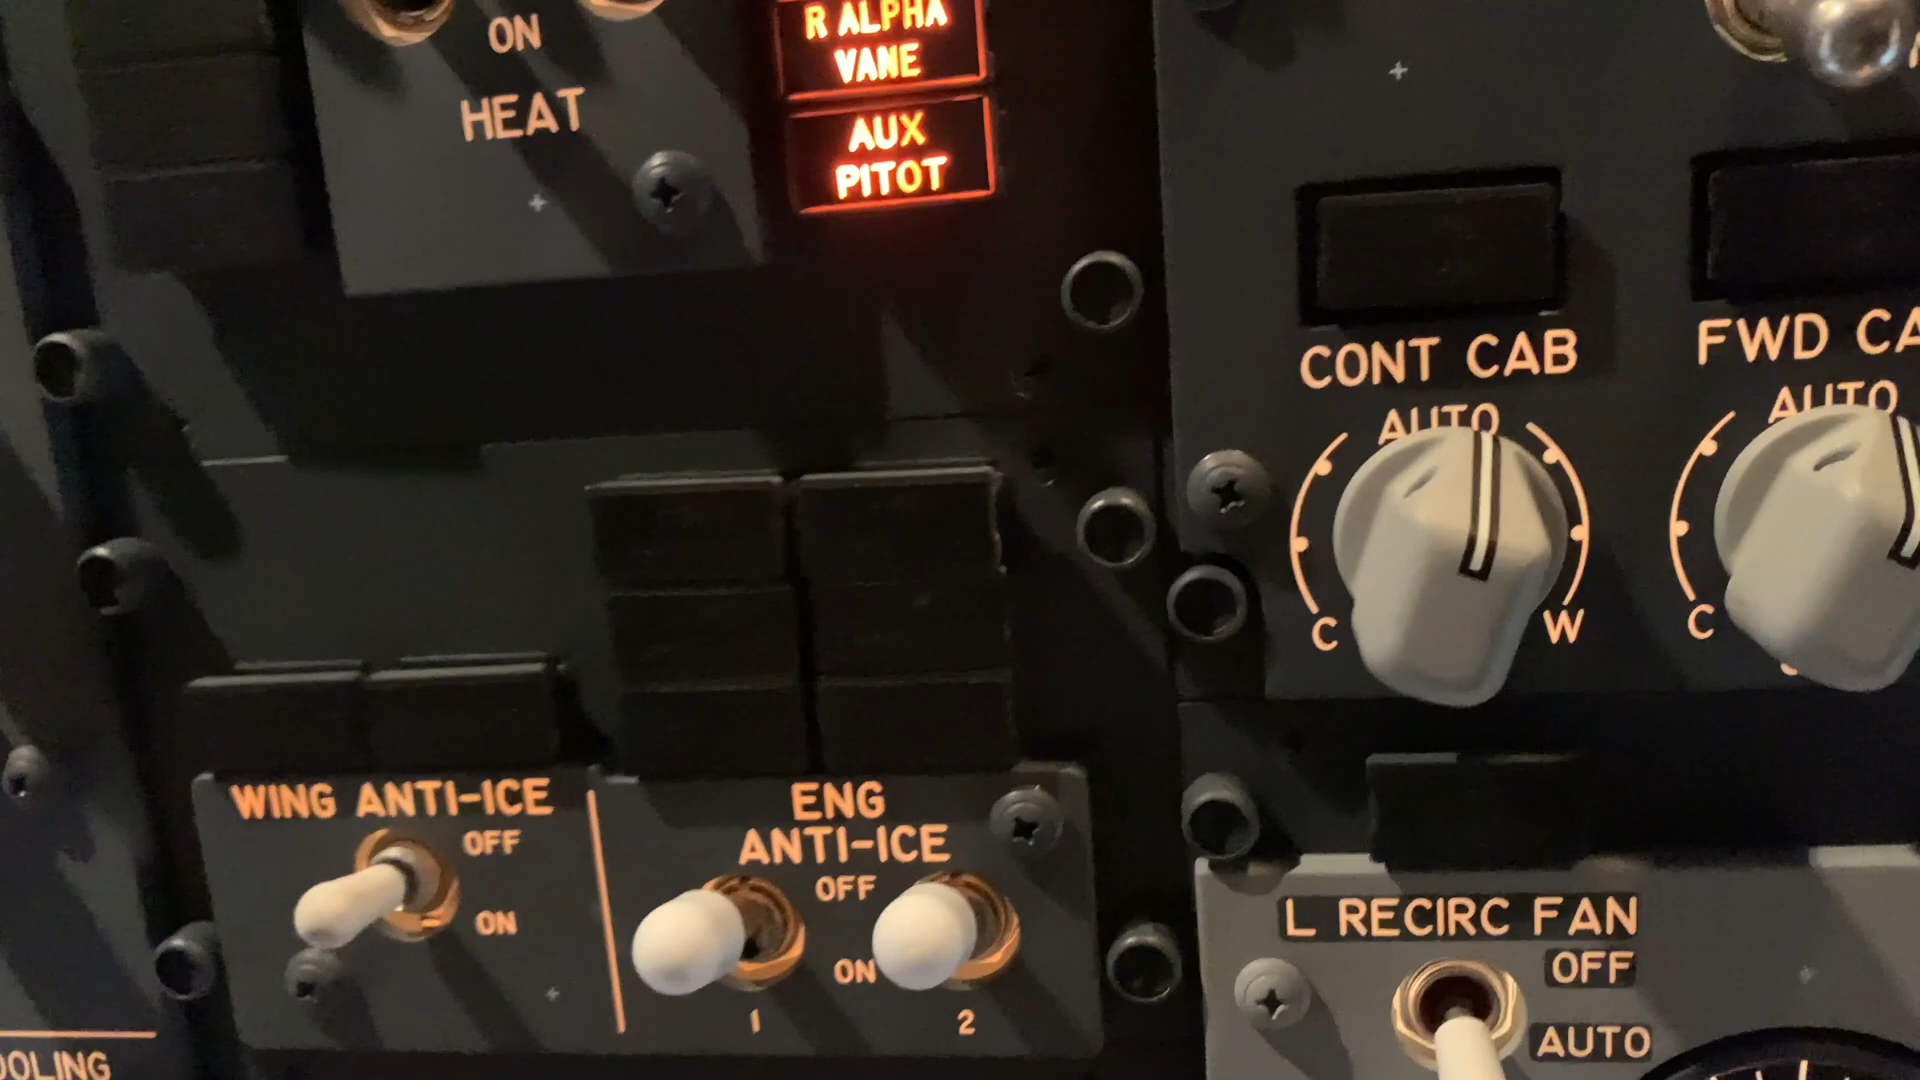 ON
HEAT
R ALPHA
VANE
AUX
PITOT
CONT CAB
AUTO
C
W
FWD CA
AUTO
C
WING ANTI-ICE
OFF
ON
ENG
ANTI-ICE
OFF
ON
1
2
L RECIRC FAN
OFF
AUTO
OOLING